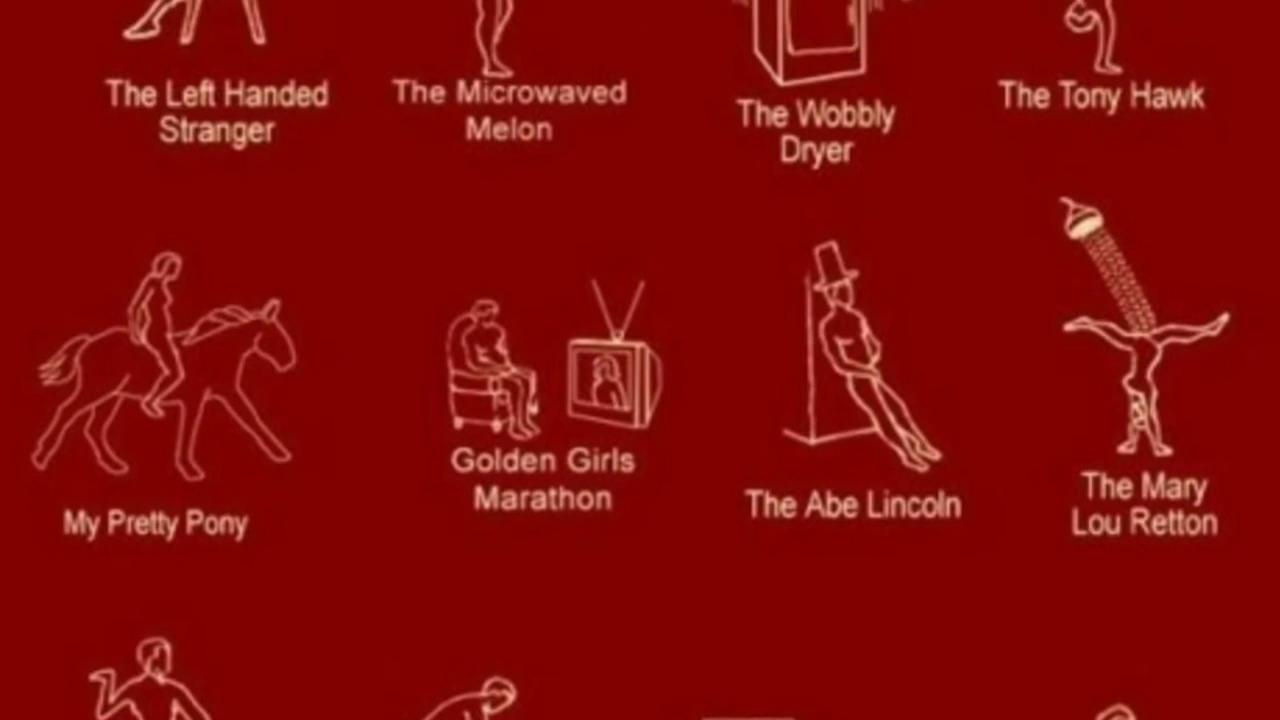 The Left Handed
Stranger
The Microwaved
Melon
The Wobbly
Dryer
The Tony Hawk
My Pretty Pony
Golden Girls
Marathon
The Abe Lincoln
The Mary
Lou Retton